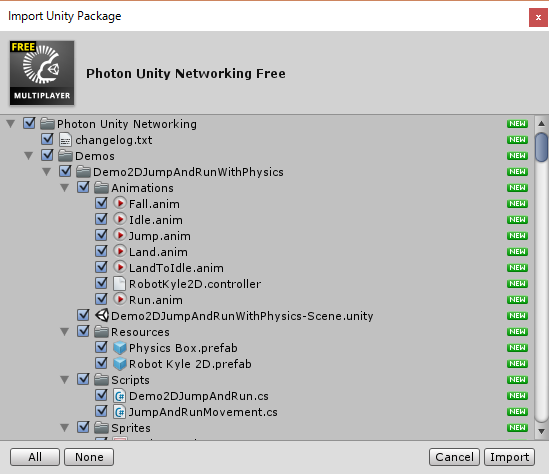 Import Unity Package
x
FREE
MULTIPLAYER
Photon Unity Networking Free
Photon Unity Networking NEW
changelog.txt NEW
Demos NEW
Demo2DJumpAndRunWithPhysics NEW
Animations NEW
Fall.anim NEW
Idle.anim NEW
Jump.anim NEW
Land.anim NEW
LandToIdle.anim NEW
RobotKyle2D.controller NEW
Run.anim NEW
Demo2DJumpAndRunWithPhysics-Scene.unity NEW
Resources NEW
Physics Box.prefab NEW
Robot Kyle 2D.prefab NEW
Scripts NEW
Demo2DJumpAndRun.cs NEW
JumpAndRunMovement.cs NEW
Sprites NEW
All None Cancel Import